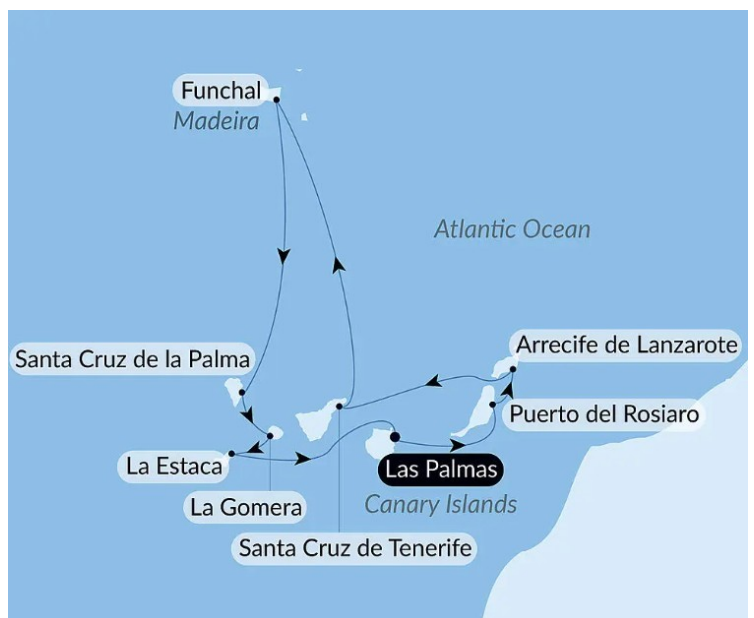 Funchal
Madeira
Atlantic Ocean
Arrecife de Lanzarote
Santa Cruz de la Palma
Puerto del Rosiaro
La Estaca
Las Palmas
La Gomera
Canary Islands
Santa Cruz de Tenerife